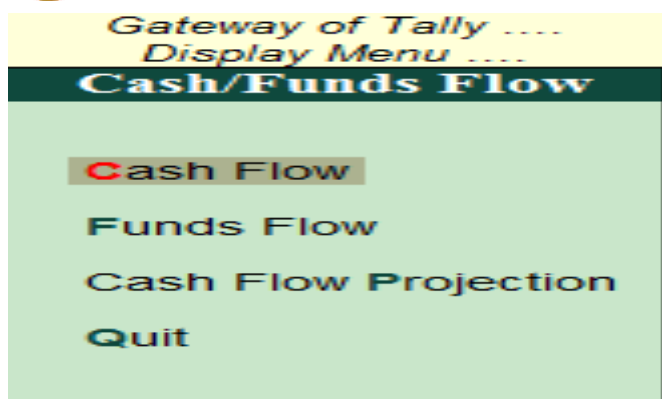 Gateway of Tally ....
Display Menu ....
Cash/Funds Flow
Cash Flow
Funds Flow
Cash Flow Projection
Quit